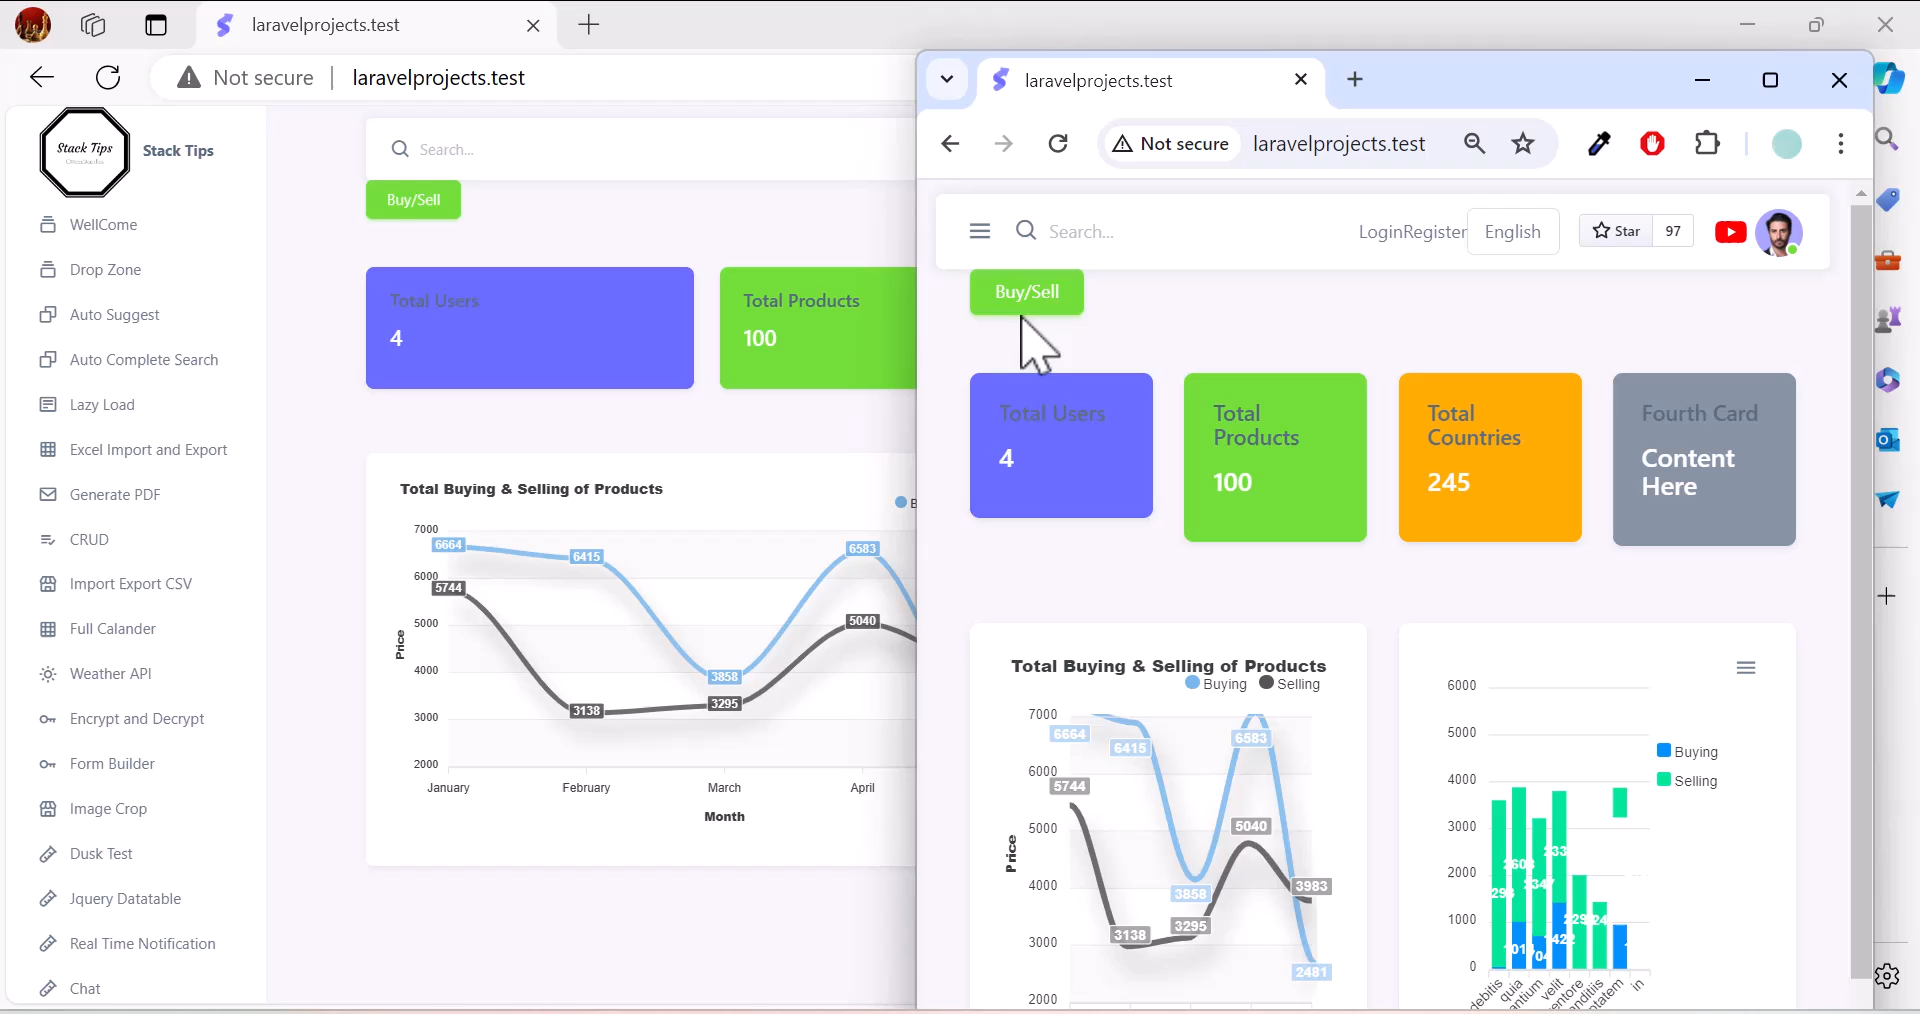 laravelprojects.test
Not secure
laravelprojects.test
Stack Tips
Stack Tips
WellCome
Drop Zone
Auto Suggest
Auto Complete Search
Lazy Load
Excel Import and Export
Generate PDF
CRUD
Import Export CSV
Full Calander
Weather API
Encrypt and Decrypt
Form Builder
Image Crop
Dusk Test
Jquery Datatable
Real Time Notification
Chat
Search...
Buy/Sell
Total Users
4
Total Products
100
Total Buying & Selling of Products
7000
6000
5000
4000
3000
2000
Price
6664
6415
6583
5744
5040
3858
3138
3295
January
February
March
April
Month
laravelprojects.test
Not secure
laravelprojects.test
Search...
LoginRegister
English
Star
97
Buy/Sell
Total Users
4
Total
Products
100
Total
Countries
245
Fourth Card
Content
Here
Total Buying & Selling of Products
Buying
Selling
7000
6000
5000
4000
3000
2000
Price
6664
6415
6583
5744
5040
3858
3983
3138
3295
2481
6000
5000
4000
3000
2000
1000
0
Buying
Selling
debitis
quia
velit
in